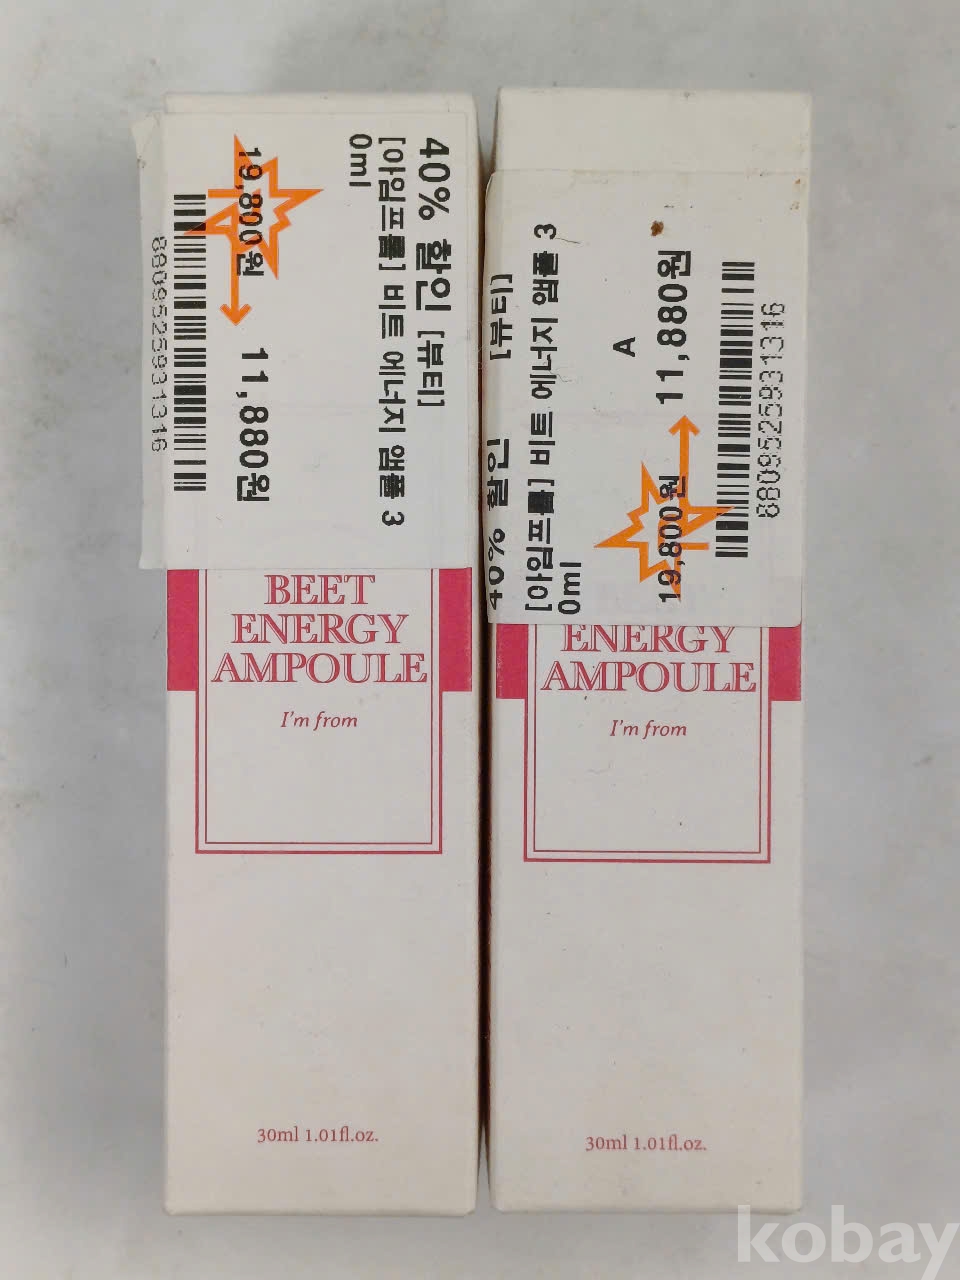 40% 할인 [뷰티]
[아임프롬] 비트 에너지 앰플 3
0ml
19,800원
11,880원
8809525931316
BEET
ENERGY
AMPOULE
I'm from
30ml 1.01fl.oz.
40% 할인 [뷰티]
[아임프롬] 비트 에너지 앰플 3
0ml
A
19,800원
11,880원
8809525931316
ENERGY
AMPOULE
I'm from
30ml 1.01fl.oz.
kobay